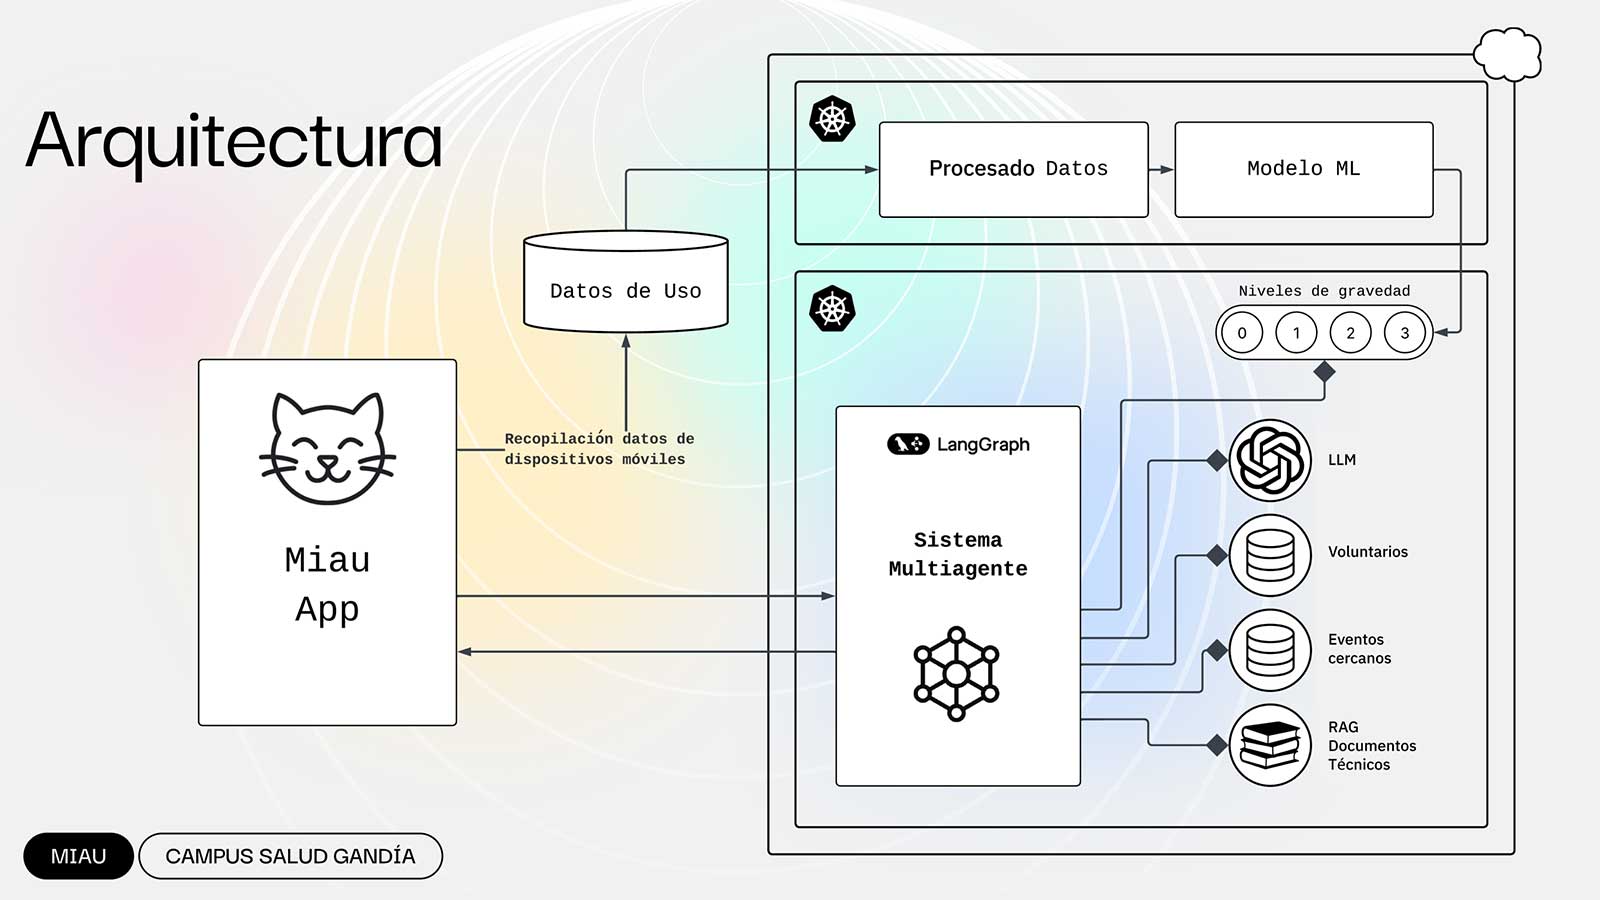 Arquitectura
Procesado Datos
Modelo ML
Datos de Uso
Niveles de gravedad
0 1 2 3
Recopilación datos de
dispositivos móviles
Miau
App
LangGraph
Sistema
Multiagente
LLM
Voluntarios
Eventos
cercanos
RAG
Documentos
Técnicos
MIAU
CAMPUS SALUD GANDÍA